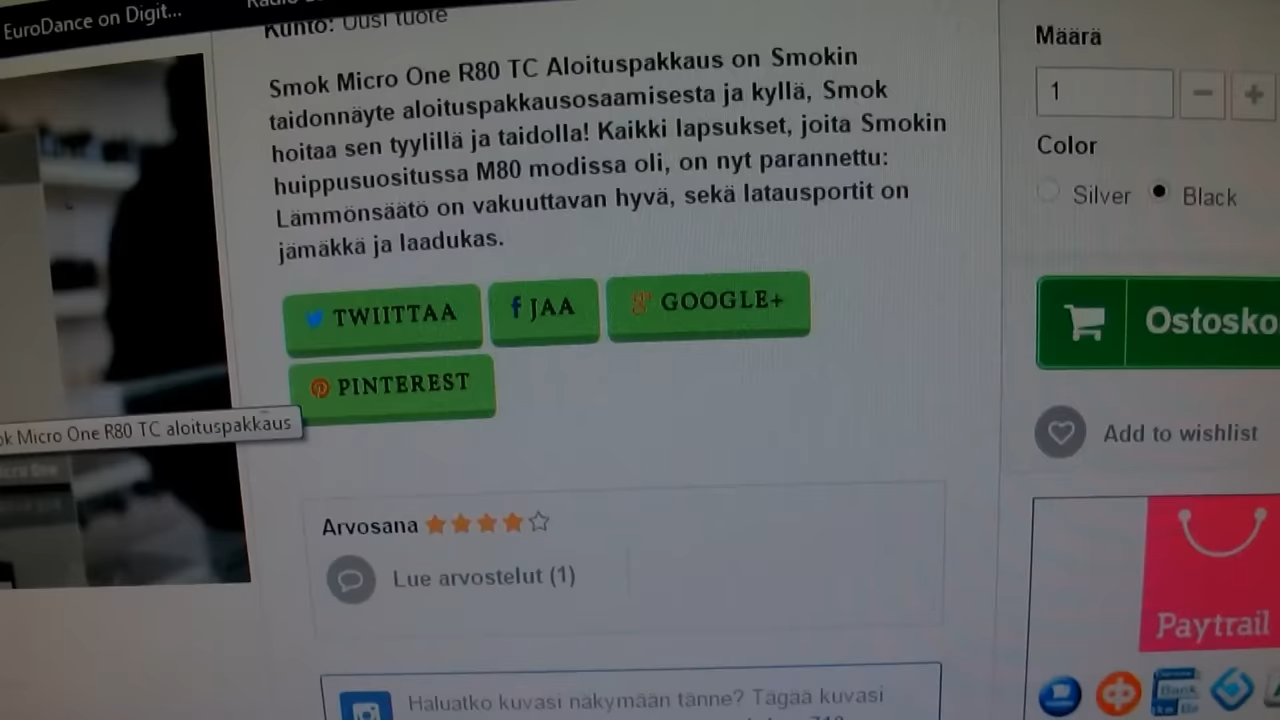 EuroDance on Digit...
Kunto: Uusi tuote
Smok Micro One R80 TC Aloituspakkaus on Smokin
taidonnäyte aloituspakkausosaamisesta ja kyllä, Smok
hoitaa sen tyylillä ja taidolla! Kaikki lapsukset, joita Smokin
huippusuositussa M80 modissa oli, on nyt parannettu:
Lämmönsäätö on vakuuttavan hyvä, sekä latausportit on
jämäkkä ja laadukas.
TWIITTAA
JAA
GOOGLE+
PINTEREST
ok Micro One R80 TC aloituspakkaus
Arvosana
Lue arvostelut (1)
Haluatko kuvasi näkymään tänne? Tägää kuvasi
Määrä
1
Color
Silver Black
Ostosko
Add to wishlist
Paytrail
Bank